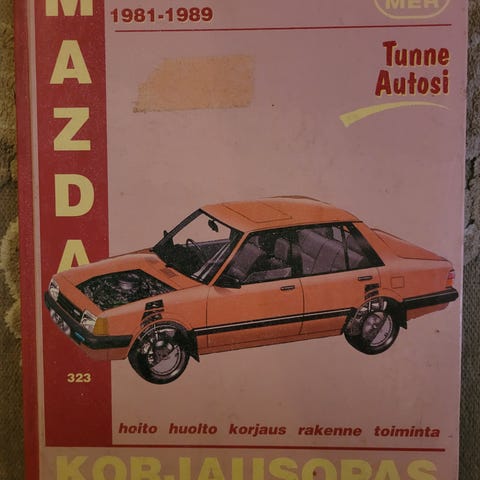 MAZDA
1981-1989
MER
Tunne
Autosi
323
hoito huolto korjaus rakenne toiminta
KORJAUSOPAS